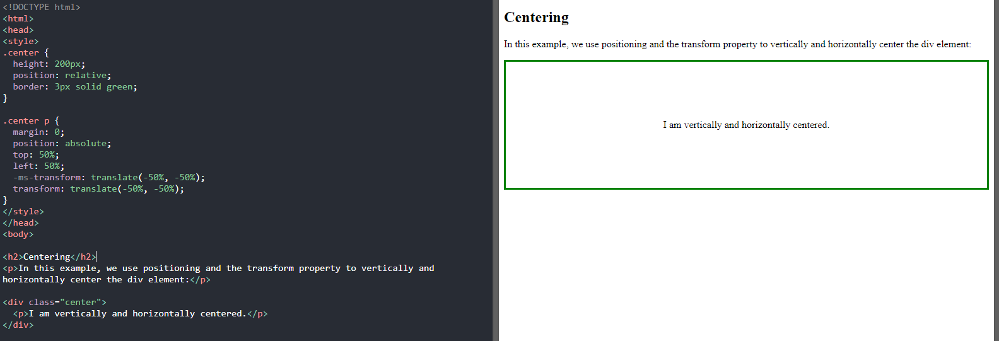 <!DOCTYPE html>
<html>
<head>
<style>
.center {
  height: 200px;
  position: relative;
  border: 3px solid green;
}

.center p {
  margin: 0;
  position: absolute;
  top: 50%;
  left: 50%;
  -ms-transform: translate(-50%, -50%);
  transform: translate(-50%, -50%);
}
</style>
</head>
<body>

<h2>Centering</h2>
<p>In this example, we use positioning and the transform property to vertically and
horizontally center the div element:</p>

<div class="center">
  <p>I am vertically and horizontally centered.</p>
</div>
Centering
In this example, we use positioning and the transform property to vertically and horizontally center the div element:
I am vertically and horizontally centered.